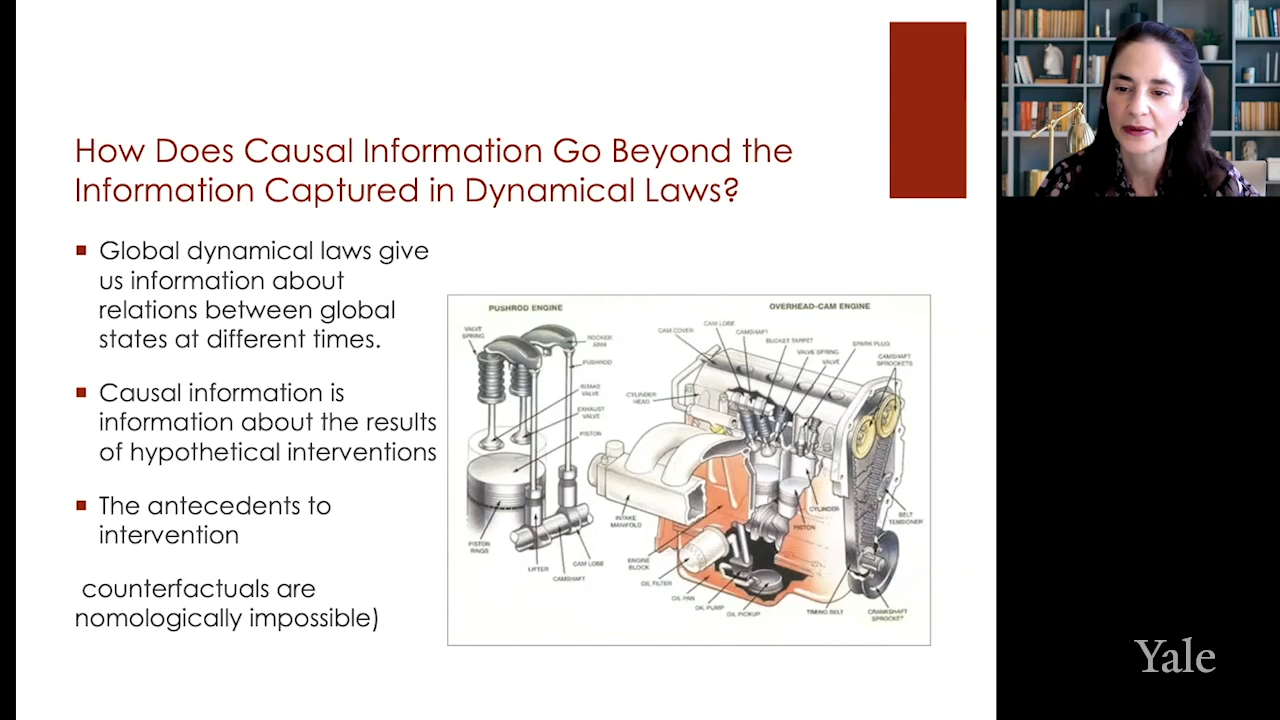 How Does Causal Information Go Beyond the
Information Captured in Dynamical Laws?
Global dynamical laws give
us information about
relations between global
states at different times.
Causal information is
information about the results
of hypothetical interventions
The antecedents to
intervention
counterfactuals are
nomologically impossible)
PUSHROD ENGINE
VALVE
SPRING
ROCKER
ARM
PUSHROD
INTAKE
VALVE
EXHAUST
VALVE
PISTON
PISTON
RINGS
LIFTER
CAM LOBE
CAMSHAFT
OVERHEAD-CAM ENGINE
CAM COVER
CAM LOBE
CAMSHAFT
BUCKET TAPPET
VALVE SPRING
VALVE
SPARK PLUG
CAMSHAFT
SPROCKETS
CYLINDER
HEAD
INTAKE
MANIFOLD
ENGINE
BLOCK
OIL FILTER
OIL PAN
OIL PUMP
OIL PICKUP
PISTON
CYLINDER
BELT
TENSIONER
TIMING BELT
CRANKSHAFT
SPROCKET
Yale